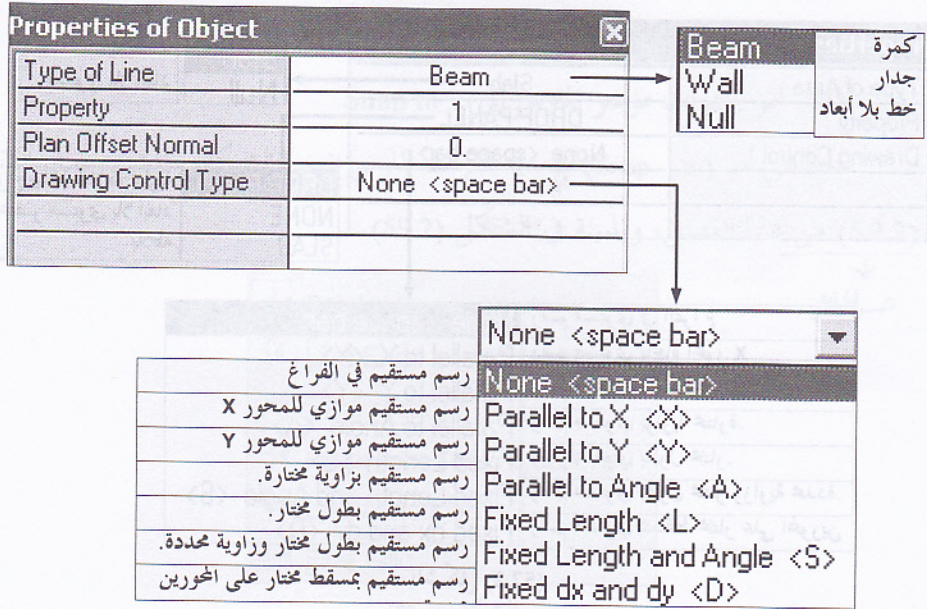 Properties of Object
Type of Line Beam
Property 1
Plan Offset Normal 0.
Drawing Control Type None <space bar>
Beam كمرة
Wall جدار
Null خط بلا أبعاد
None <space bar>
None <space bar> رسم مستقيم في الفراغ
Parallel to X <X> رسم مستقيم موازي للمحور X
Parallel to Y <Y> رسم مستقيم موازي للمحور Y
Parallel to Angle <A> رسم مستقيم بزاوية مختارة.
Fixed Length <L> رسم مستقيم بطول مختار.
Fixed Length and Angle <S> رسم مستقيم بطول مختار وزاوية محددة.
Fixed dx and dy <D> رسم مستقيم بمسقط مختار على المحورين